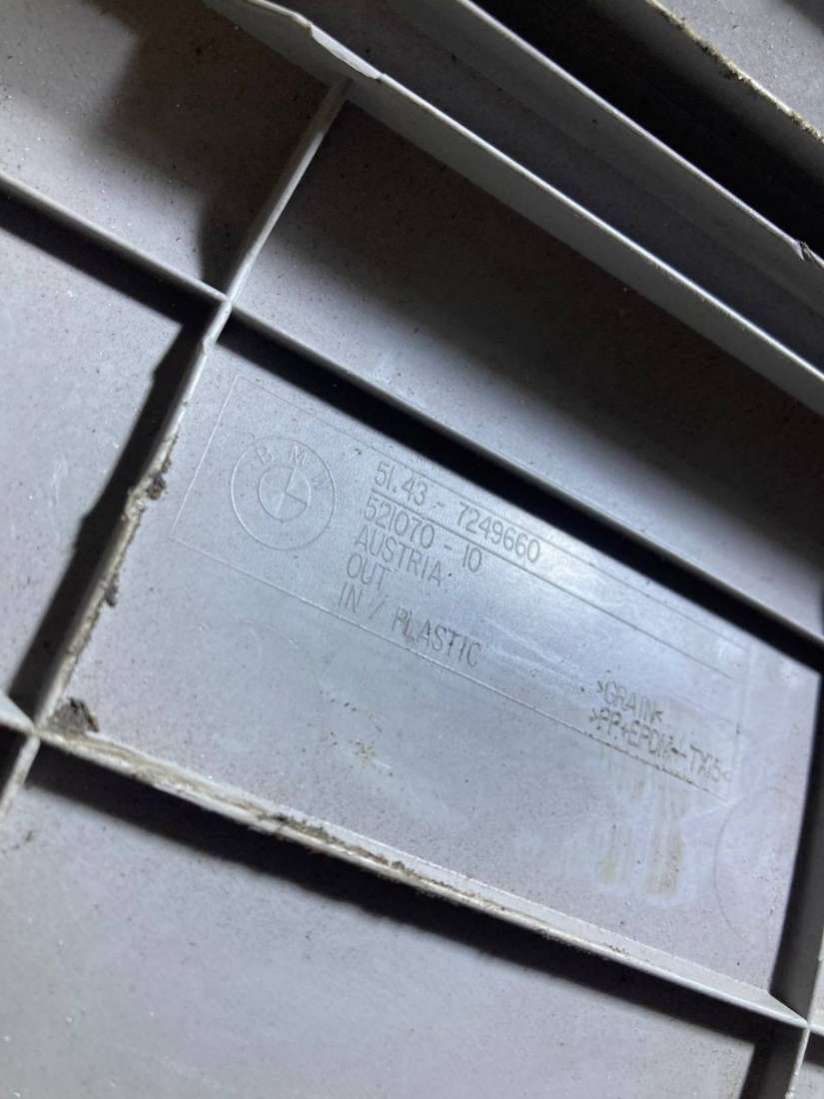 BMW
51.43 - 7249660
521070 - 10
AUSTRIA
OUT
IN / PLASTIC
>GRAIN<
>PP+EPDM-TX15<